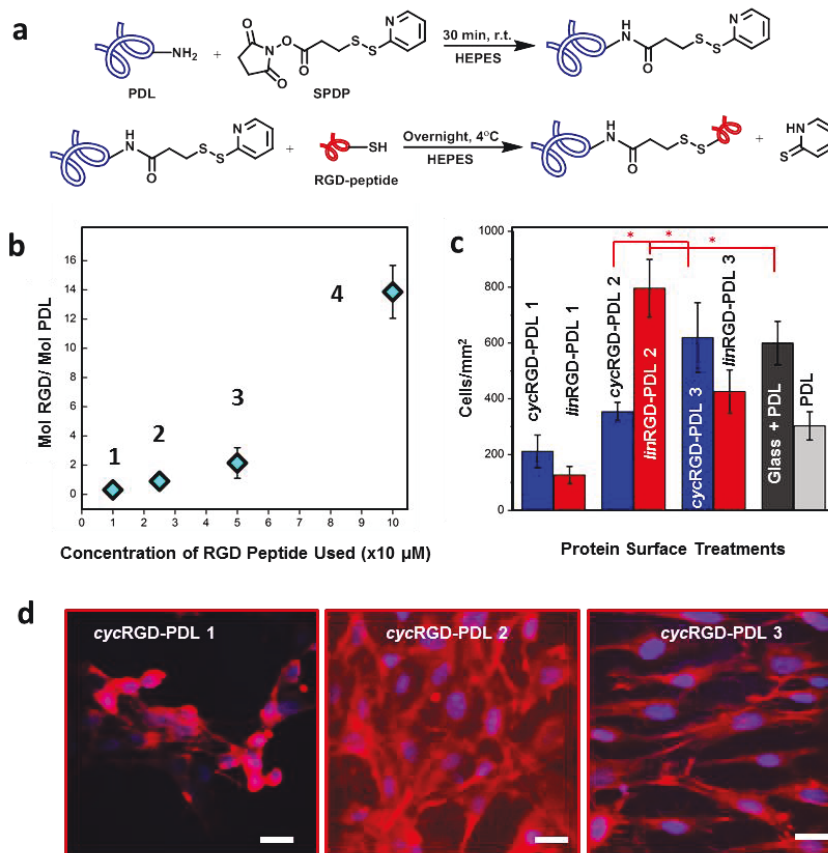 a
NH₂
+
N
O
O
O
O
S
S
N
30 min, r.t.
HEPES
H
N
O
S
S
N
PDL
SPDP
H
N
O
S
S
N
+
SH
RGD-peptide
Overnight, 4°C
HEPES
H
N
O
S
S
+
HN
S
b
16
14
12
10
8
6
4
2
0
Mol RGD/ Mol PDL
1
2
3
4
0 1 2 3 4 5 6 7 8 9 10
Concentration of RGD Peptide Used (x10 µM)
c
1000
800
600
400
200
0
Cells/mm²
* * *
cycRGD-PDL 1
linRGD-PDL 1
cycRGD-PDL 2
linRGD-PDL 2
cycRGD-PDL 3
linRGD-PDL 3
Glass + PDL
PDL
Protein Surface Treatments
d
cycRGD-PDL 1
cycRGD-PDL 2
cycRGD-PDL 3